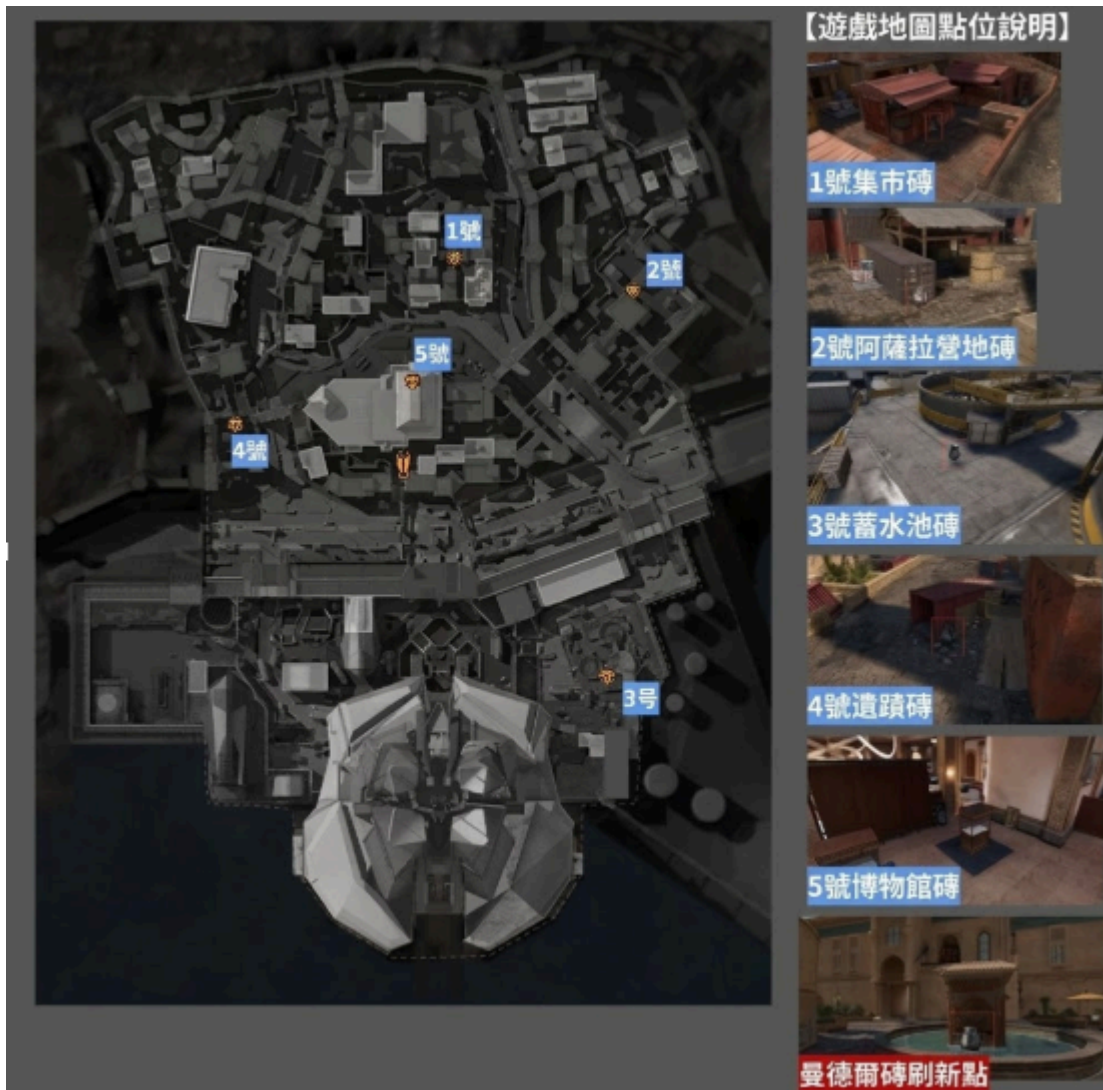 【遊戲地圖點位說明】
1號集市磚
1號
2號
2號阿薩拉營地磚
5號
4號
3號蓄水池磚
3号
4號遺蹟磚
5號博物館磚
曼德爾磚刷新點